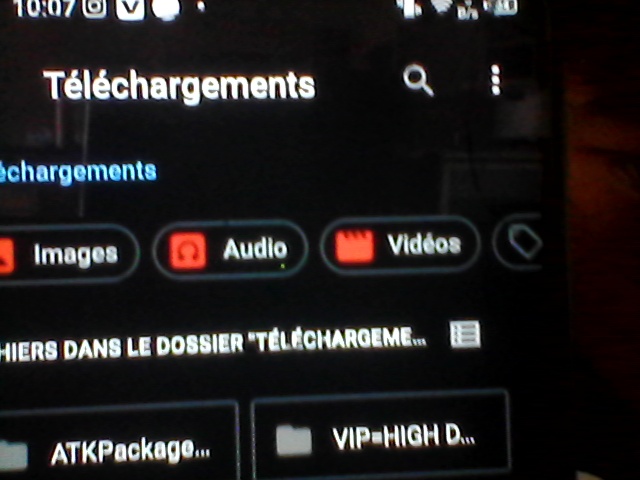 10:07
Téléchargements
échargements
Images Audio Vidéos
HIERS DANS LE DOSSIER "TÉLÉCHARGEME...
ATKPackage... VIP=HIGH D...